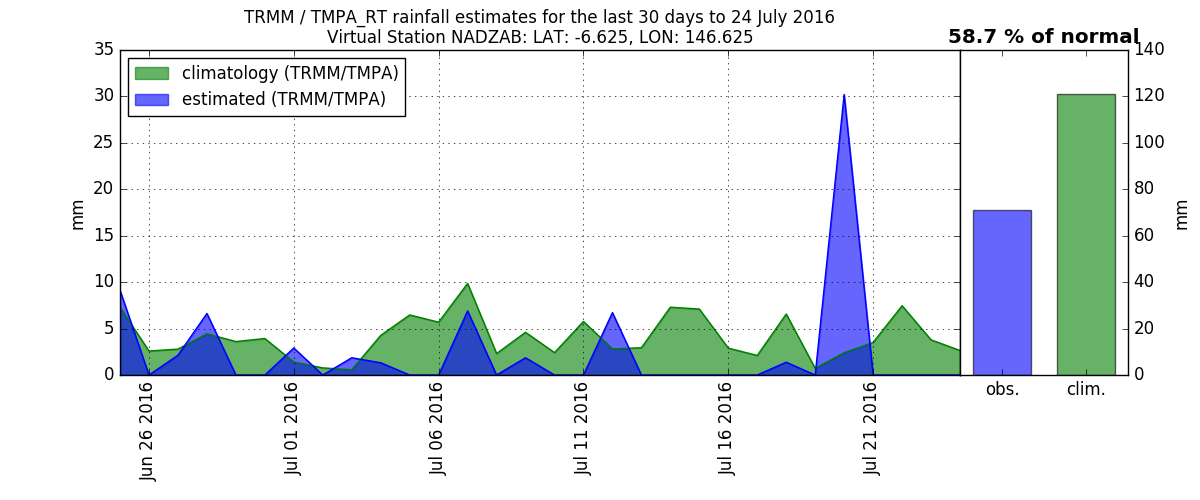 TRMM / TMPA_RT rainfall estimates for the last 30 days to 24 July 2016
Virtual Station NADZAB: LAT: -6.625, LON: 146.625
58.7 % of normal
climatology (TRMM/TMPA)
estimated (TRMM/TMPA)
35
30
25
20
15
10
5
0
mm
Jun 26 2016
Jul 01 2016
Jul 06 2016
Jul 11 2016
Jul 16 2016
Jul 21 2016
obs.
clim.
140
120
100
80
60
40
20
0
mm